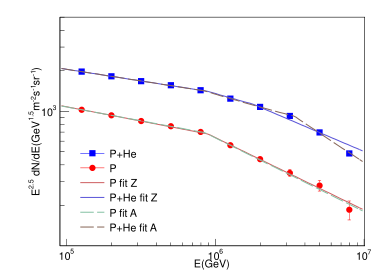 E^2.5 dN/dE(GeV^1.5 m^-2 s^-1 sr^-1)
10^3
P+He
P
P fit Z
P+He fit Z
P fit A
P+He fit A
10^5
10^6
10^7
E(GeV)